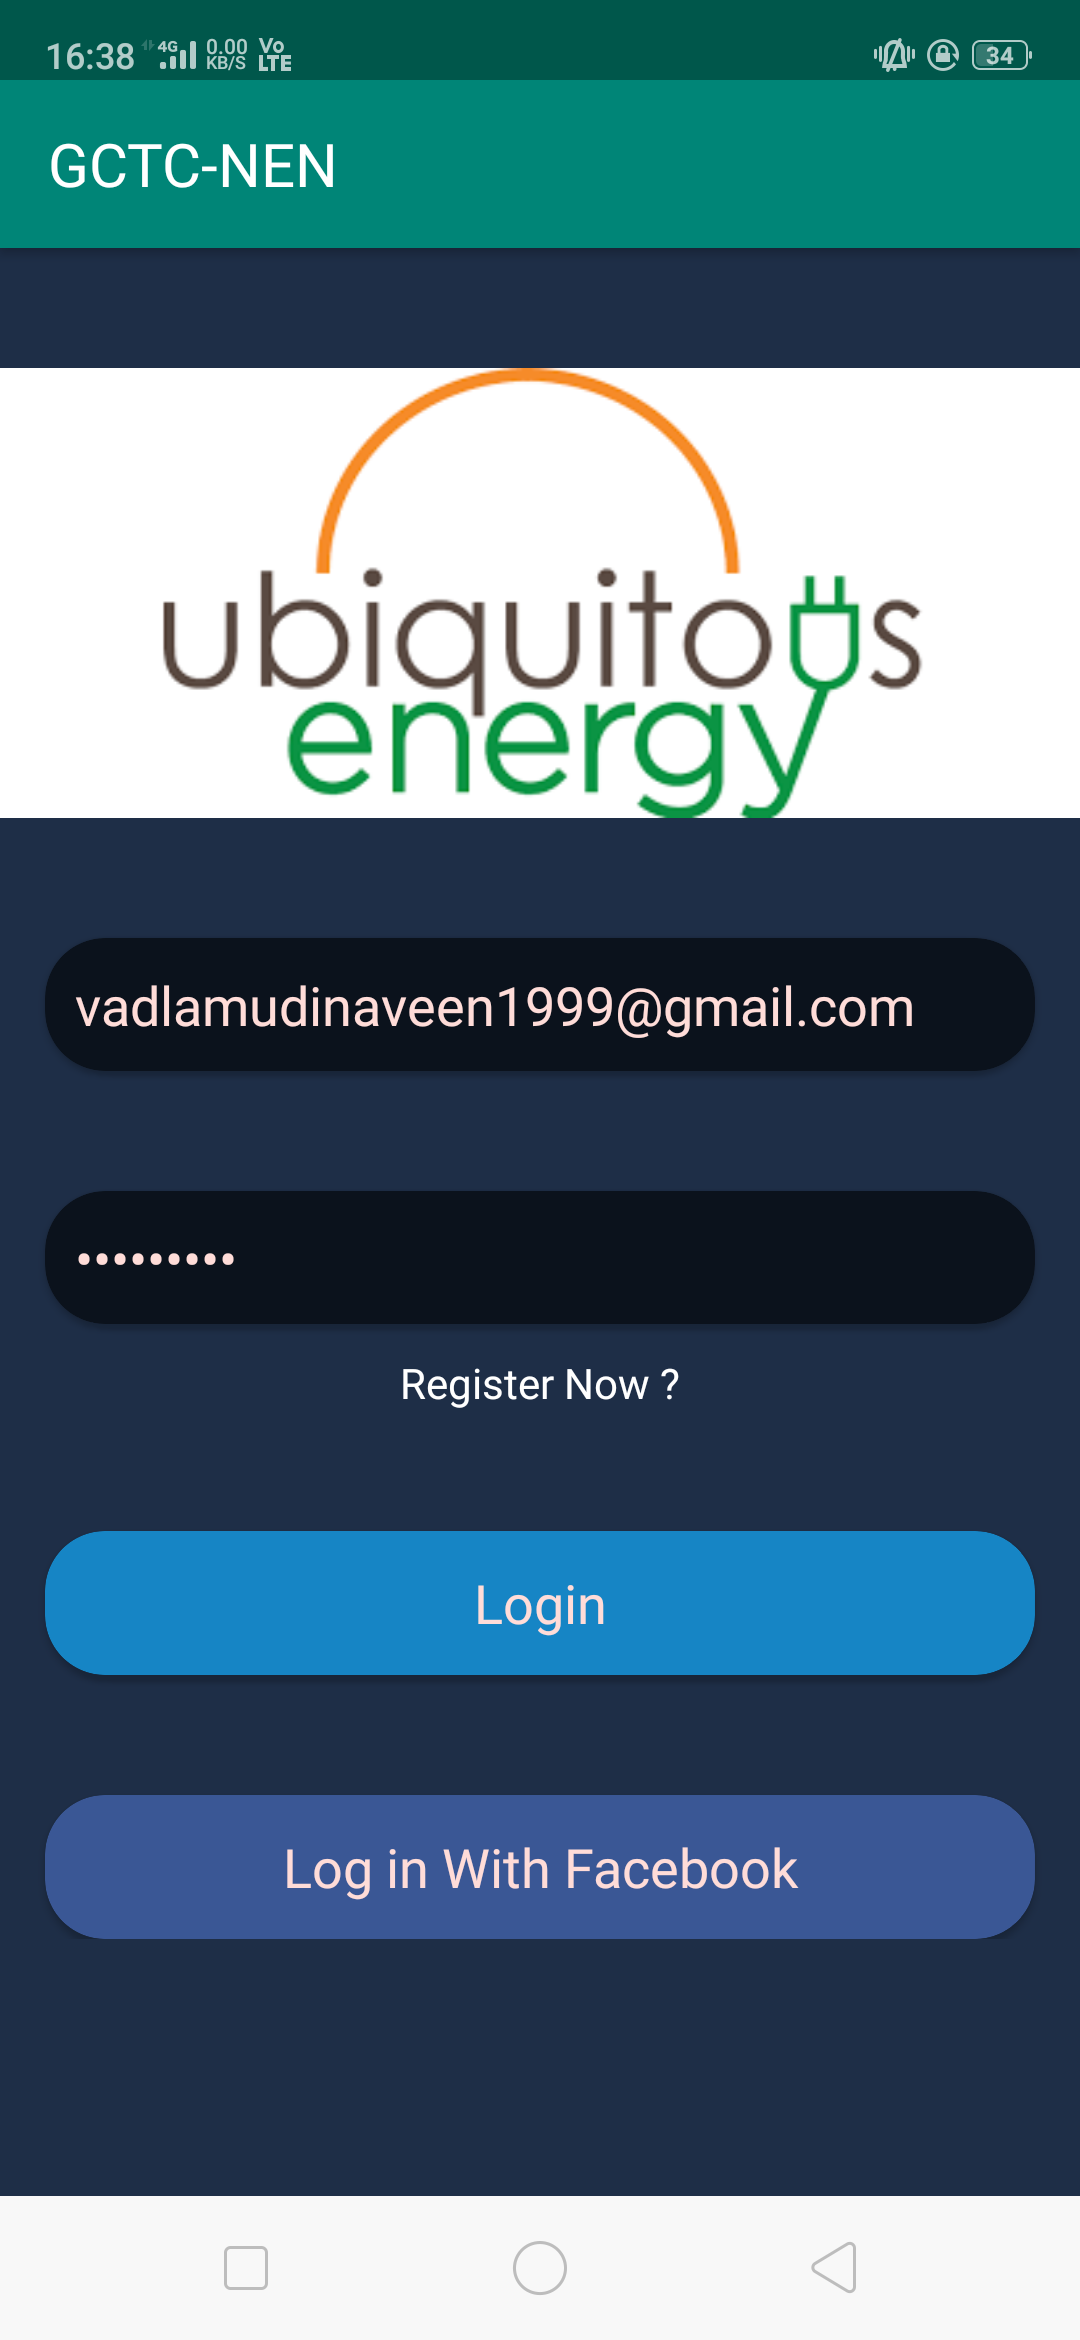 16:38 4G 0.00 KB/S Vo LTE 34
GCTC-NEN
ubiquitous
energy
vadlamudinaveen1999@gmail.com
•••••••••
Register Now ?
Login
Log in With Facebook